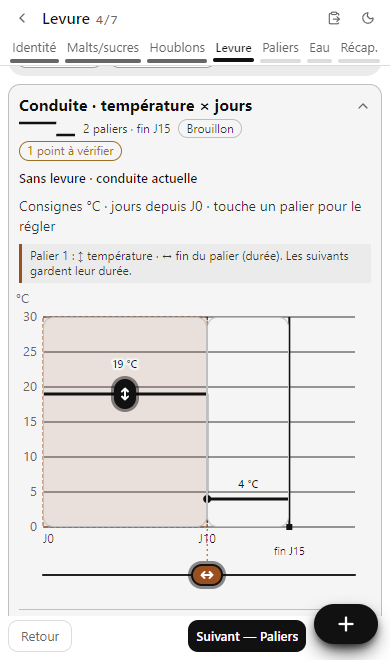 Levure 4/7
Identité Malts/sucres Houblons Levure Paliers Eau Récap.
Conduite · température × jours
2 paliers · fin J15 Brouillon
1 point à vérifier
Sans levure · conduite actuelle
Consignes °C · jours depuis J0 · touche un palier pour le
régler
Palier 1 : ↕ température · ↔ fin du palier (durée). Les suivants
gardent leur durée.
°C
30
25
19 °C
20
15
10
4 °C
5
0
J0 J10
fin J15
Retour Suivant — Paliers +